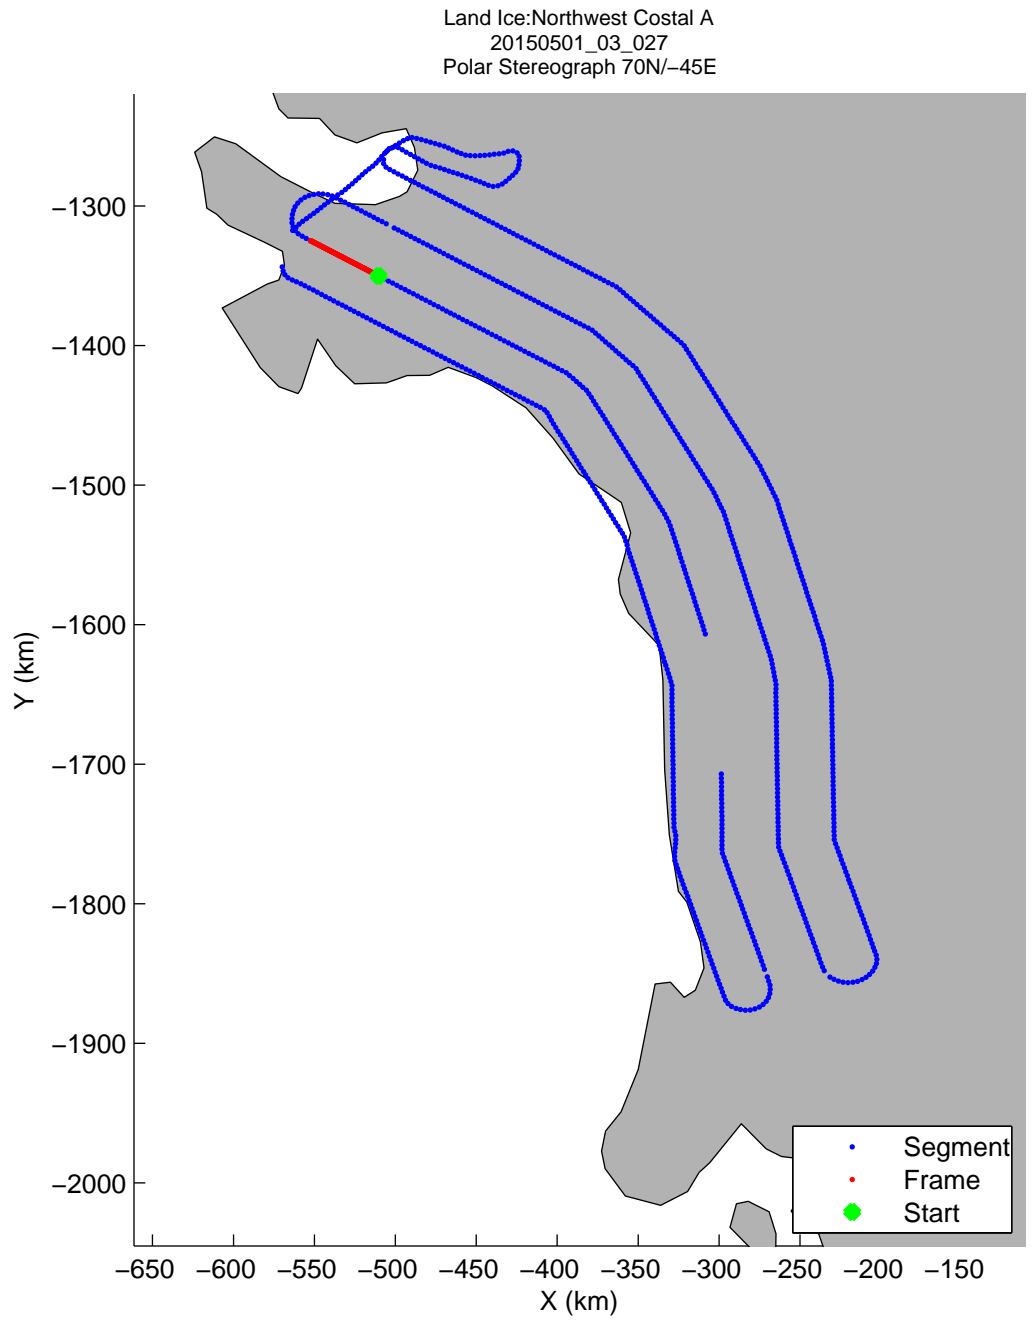 Land Ice:Northwest Costal A
20150501_03_027
Polar Stereograph 70N/−45E
−1300
−1400
−1500
−1600
−1700
−1800
−1900
−2000
Y (km)
Segment
Frame
Start
−650 −600 −550 −500 −450 −400 −350 −300 −250 −200 −150
X (km)